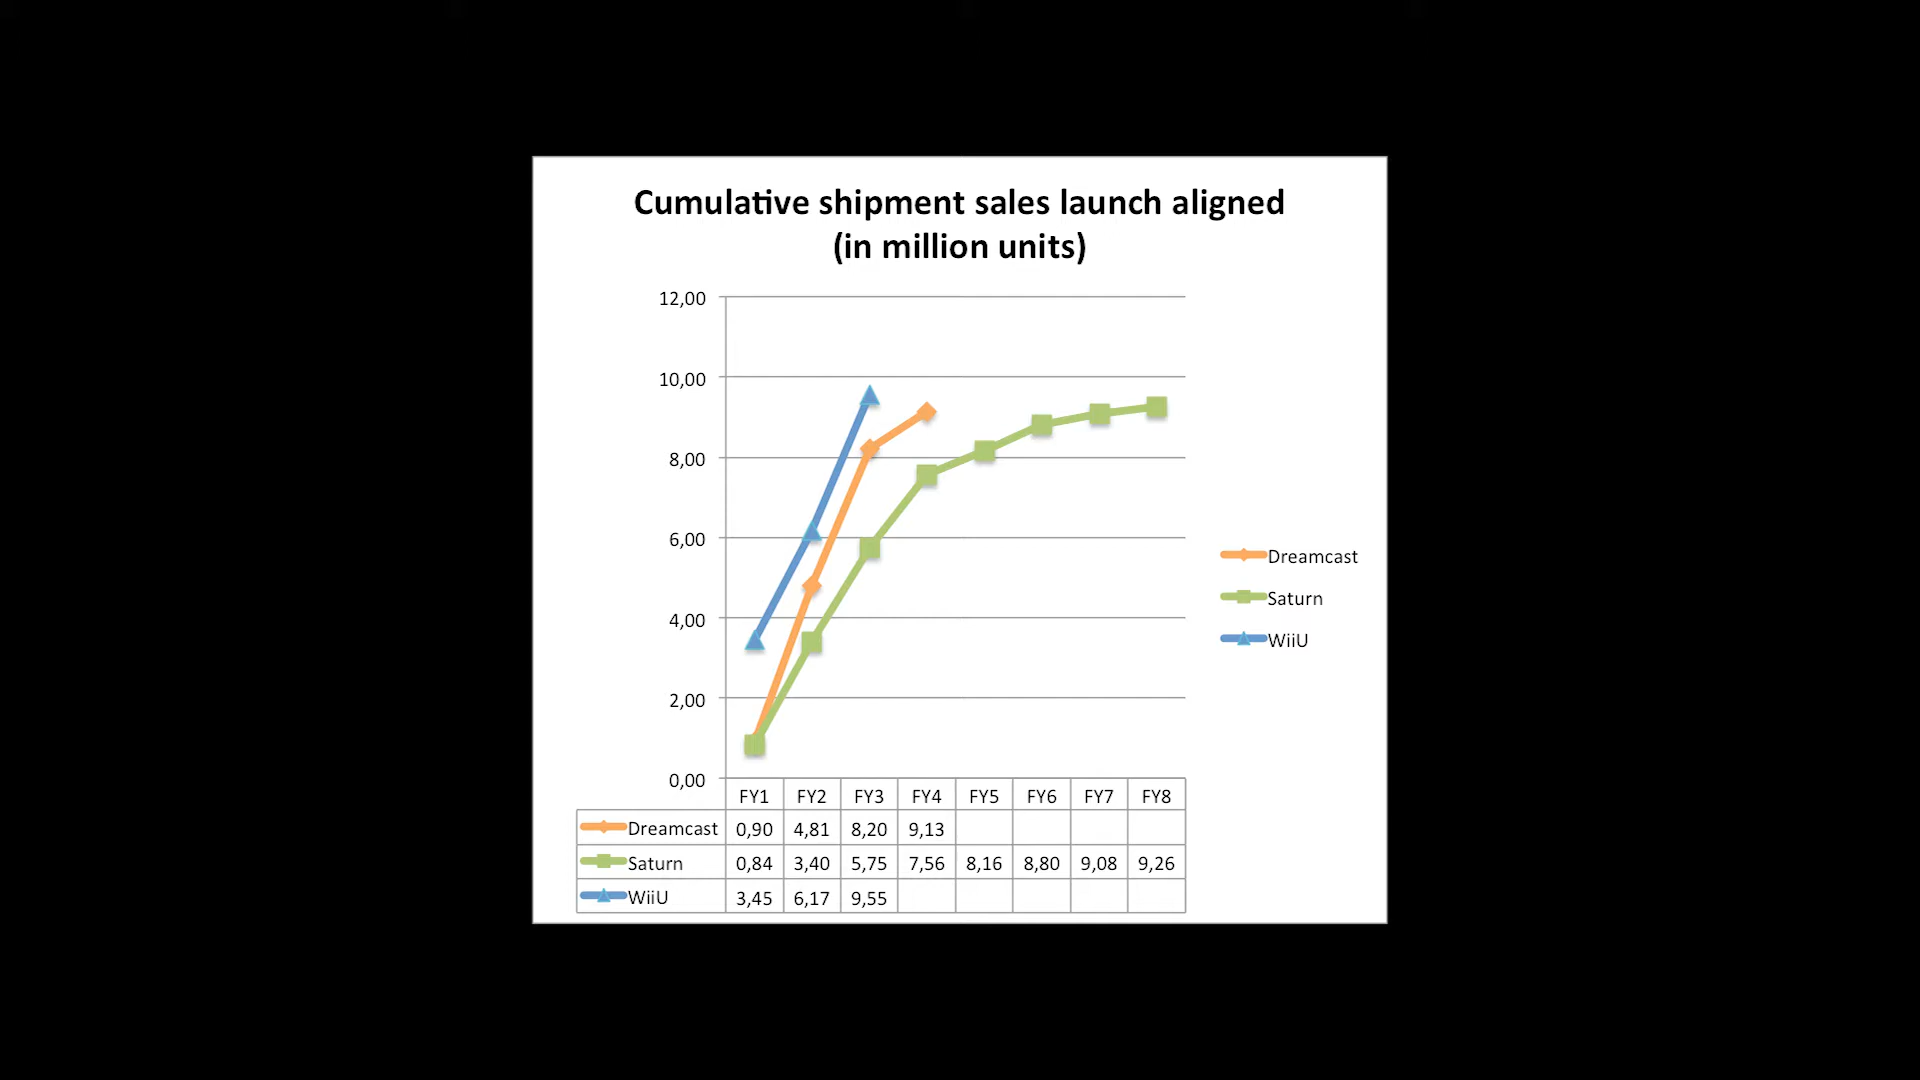 Cumulative shipment sales launch aligned
(in million units)
12,00
10,00
8,00
6,00
4,00
2,00
0,00
Dreamcast
Saturn
WiiU
FY1 FY2 FY3 FY4 FY5 FY6 FY7 FY8
Dreamcast 0,90 4,81 8,20 9,13
Saturn 0,84 3,40 5,75 7,56 8,16 8,80 9,08 9,26
WiiU 3,45 6,17 9,55